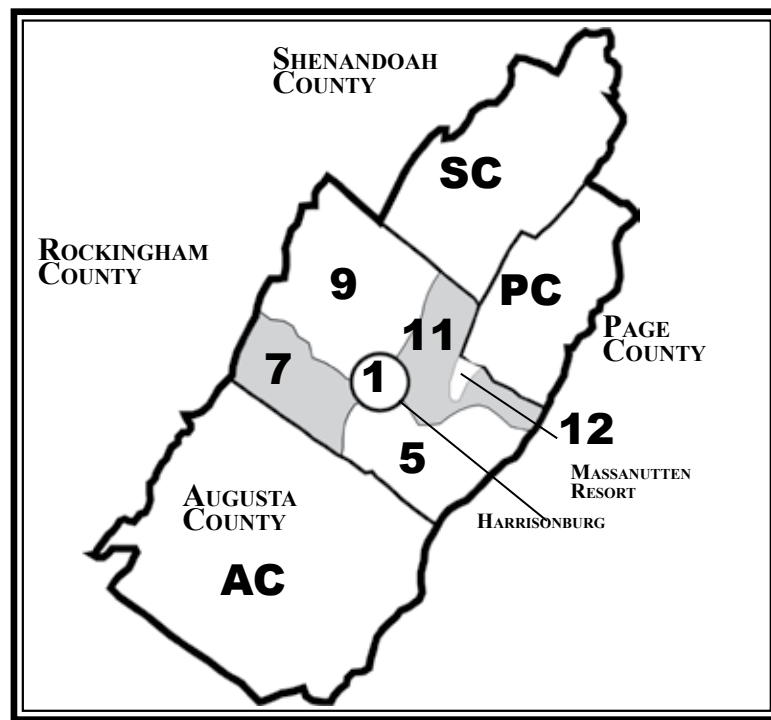 SHENANDOAH
COUNTY
SC
ROCKINGHAM
COUNTY
9
PC
11
PAGE
COUNTY
7
1
12
5
MASSANUTTEN
RESORT
AUGUSTA
COUNTY
HARRISONBURG
AC